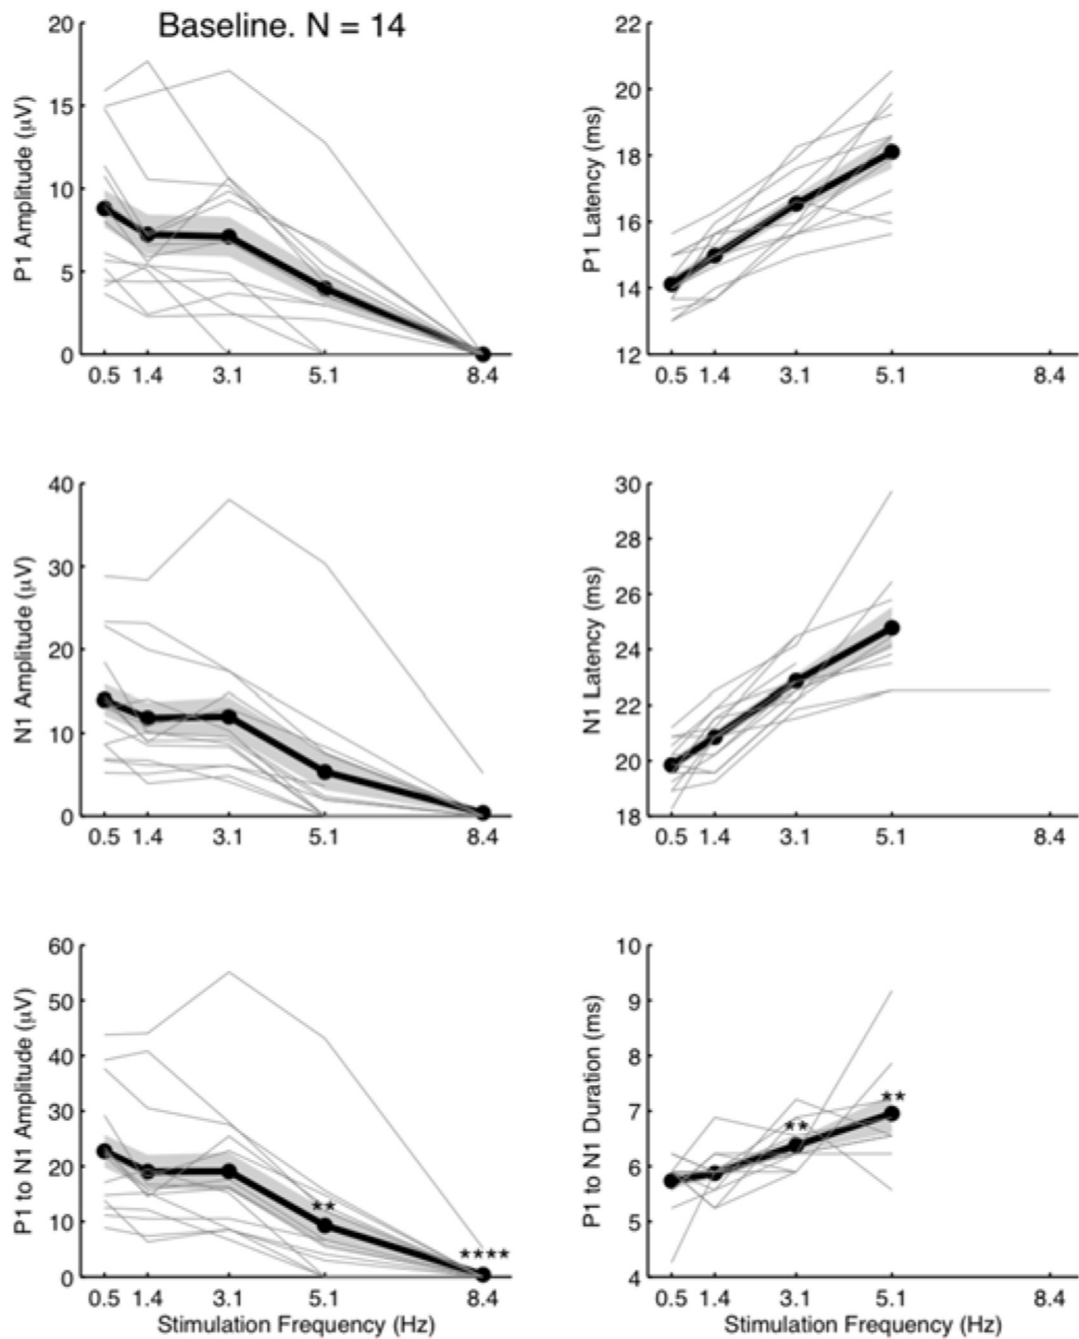 Baseline. N = 14
P1 Amplitude (µV)
20
15
10
5
0
0.5 1.4 3.1 5.1 8.4
P1 Latency (ms)
22
20
18
16
14
12
0.5 1.4 3.1 5.1 8.4
N1 Amplitude (µV)
40
30
20
10
0
0.5 1.4 3.1 5.1 8.4
N1 Latency (ms)
30
28
26
24
22
20
18
0.5 1.4 3.1 5.1 8.4
P1 to N1 Amplitude (µV)
60
50
40
30
20
10
0
**
****
0.5 1.4 3.1 5.1 8.4
Stimulation Frequency (Hz)
P1 to N1 Duration (ms)
10
9
8
7
6
5
4
**
**
0.5 1.4 3.1 5.1 8.4
Stimulation Frequency (Hz)